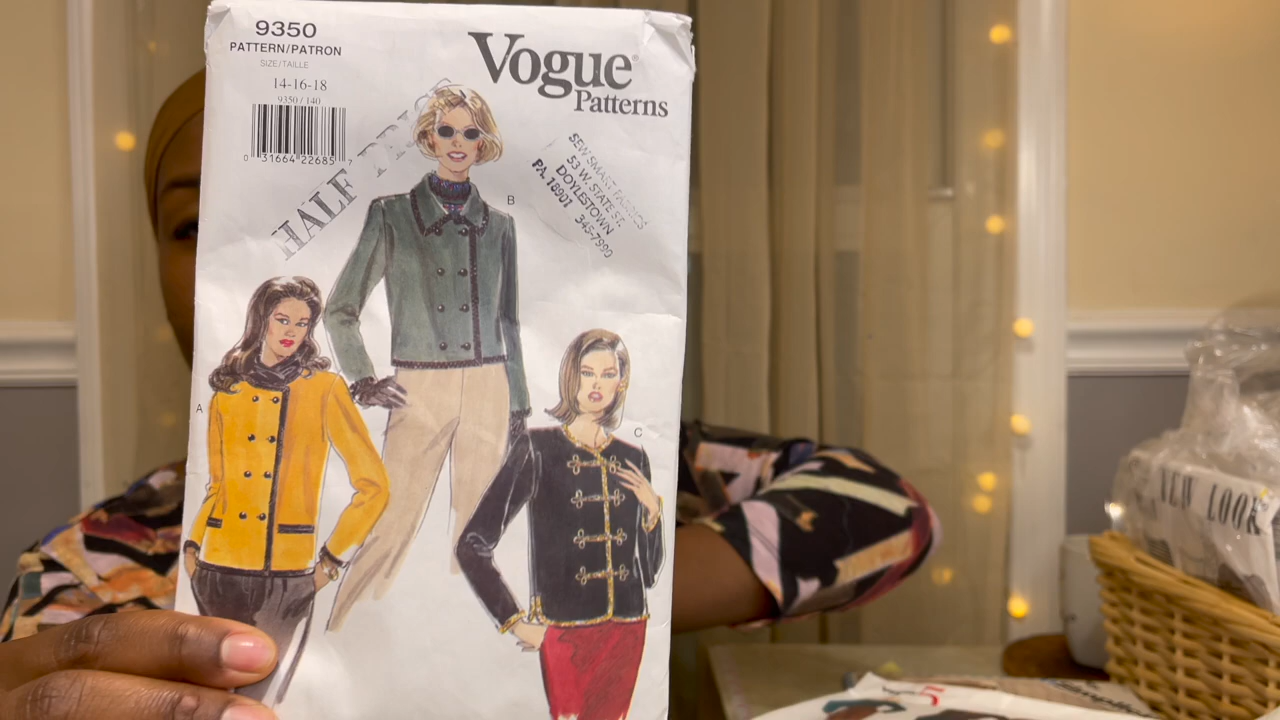 9350
PATTERN/PATRON
SIZE/TAILLE
14-16-18
9350/140
0 31664 22685 7
Vogue®
Patterns
HALF
SEW SMART FABRICS
53 W. STATE ST.
DOYLESTOWN
PA. 18901 345-7990
A
B
C
NEW LOOK